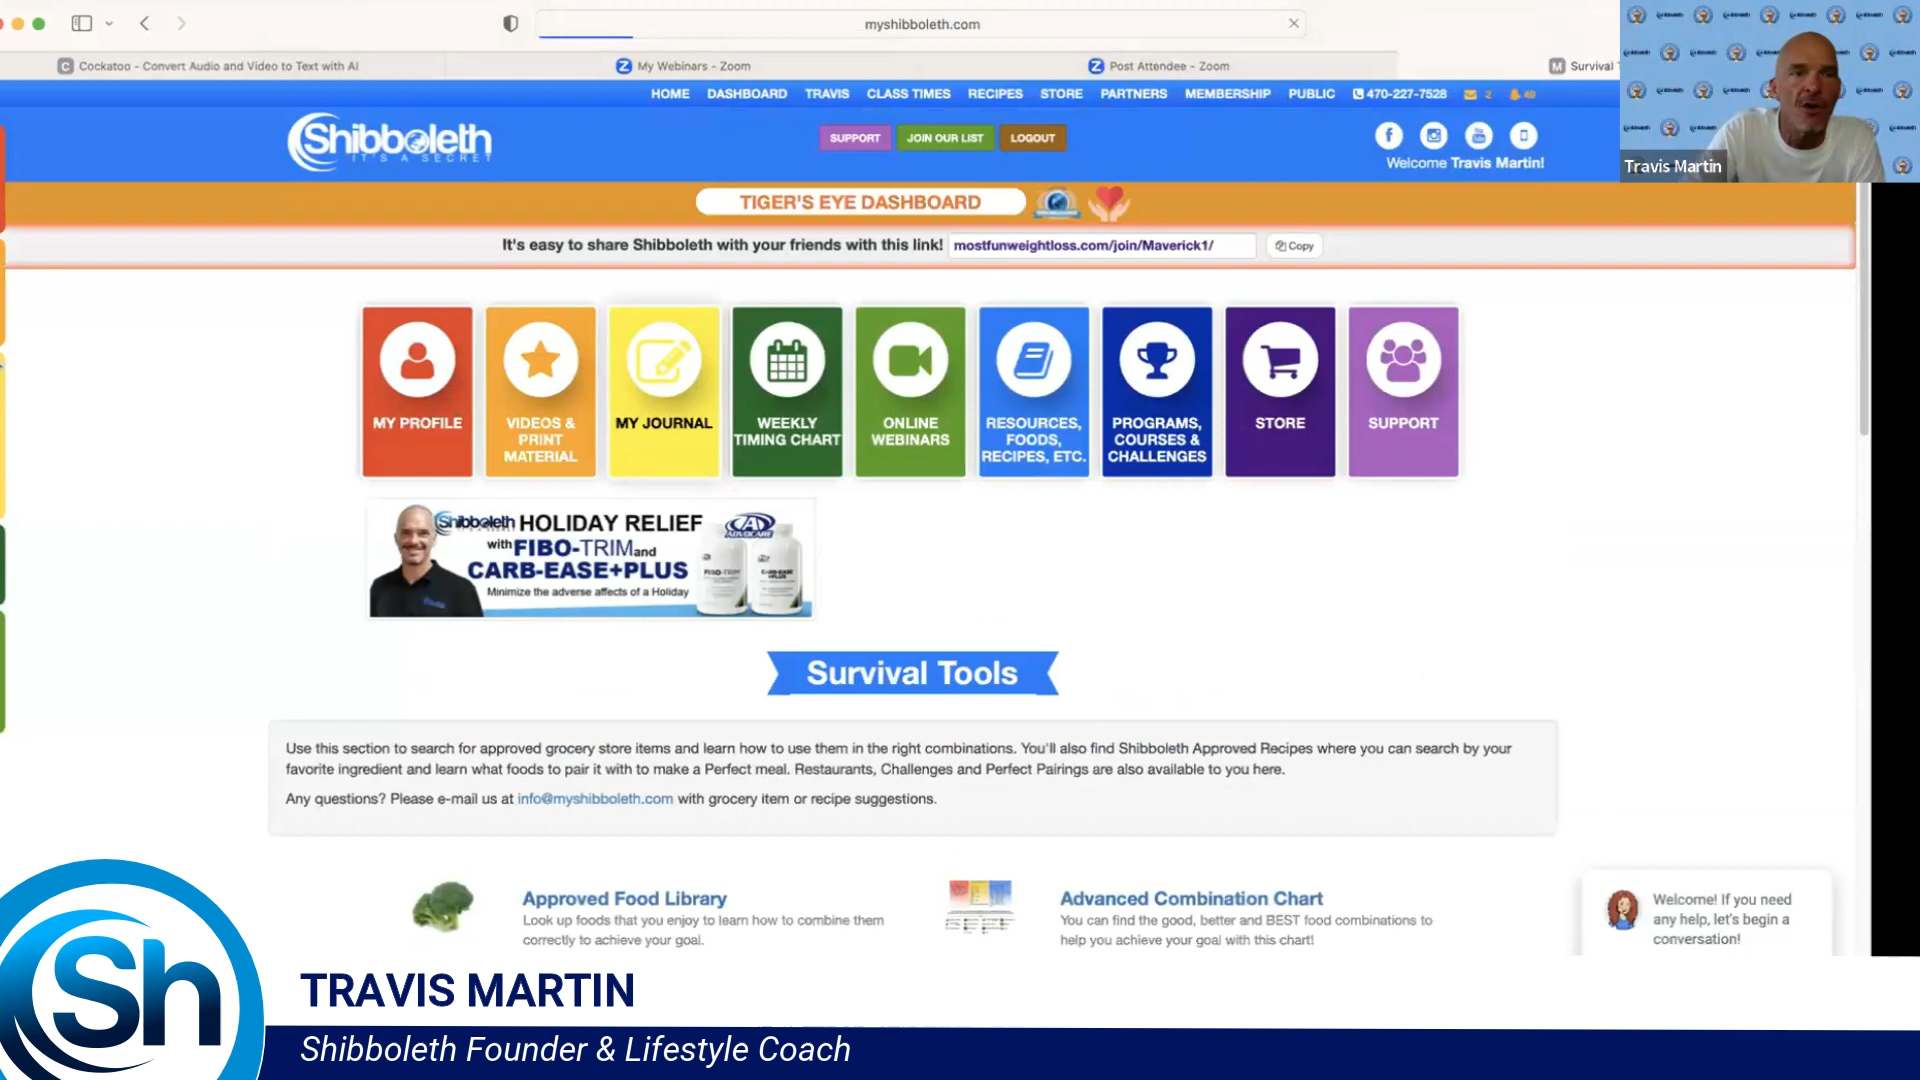 myshibboleth.com
Cockatoo - Convert Audio and Video to Text with AI
My Webinars - Zoom
Post Attendee - Zoom
Survival
HOME DASHBOARD TRAVIS CLASS TIMES RECIPES STORE PARTNERS MEMBERSHIP PUBLIC 470-227-7528 2 49
Shibboleth
IT'S A SECRET
SUPPORT JOIN OUR LIST LOGOUT
Welcome Travis Martin!
Travis Martin
TIGER'S EYE DASHBOARD
It's easy to share Shibboleth with your friends with this link! mostfunweightloss.com/join/Maverick1/ Copy
MY PROFILE
VIDEOS &
PRINT
MATERIAL
MY JOURNAL
WEEKLY
TIMING CHART
ONLINE
WEBINARS
RESOURCES,
FOODS,
RECIPES, ETC.
PROGRAMS,
COURSES &
CHALLENGES
STORE
SUPPORT
Shibboleth HOLIDAY RELIEF
with FIBO-TRIM and
CARB-EASE+PLUS
Minimize the adverse affects of a Holiday
ADVOCARE
FIBO-TRIM
CARB-EASE
+PLUS
Survival Tools
Use this section to search for approved grocery store items and learn how to use them in the right combinations. You'll also find Shibboleth Approved Recipes where you can search by your
favorite ingredient and learn what foods to pair it with to make a Perfect meal. Restaurants, Challenges and Perfect Pairings are also available to you here.
Any questions? Please e-mail us at info@myshibboleth.com with grocery item or recipe suggestions.
Approved Food Library
Look up foods that you enjoy to learn how to combine them
correctly to achieve your goal.
Advanced Combination Chart
You can find the good, better and BEST food combinations to
help you achieve your goal with this chart!
Welcome! If you need
any help, let's begin a
conversation!
Sh
TRAVIS MARTIN
Shibboleth Founder & Lifestyle Coach